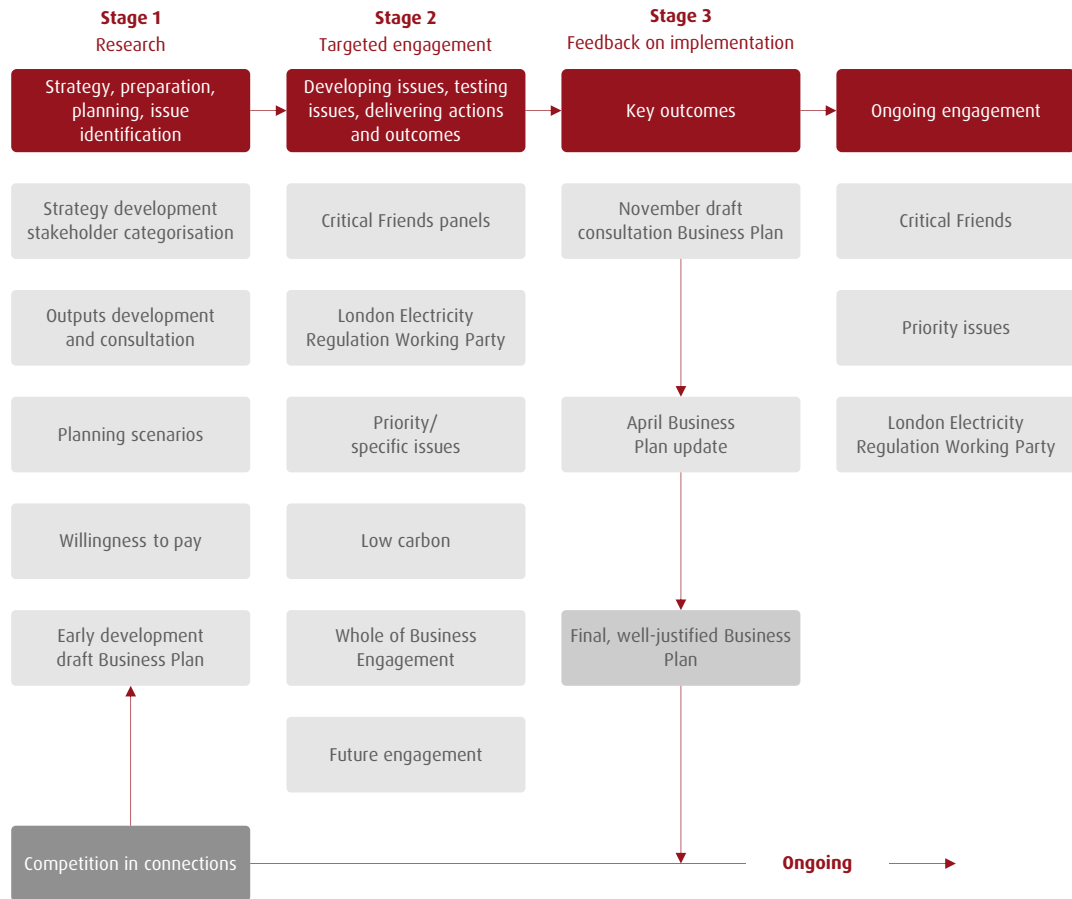 Stage 1
Research
Stage 2
Targeted engagement
Stage 3
Feedback on implementation
Strategy, preparation,
planning, issue
identification
Developing issues, testing
issues, delivering actions
and outcomes
Key outcomes
Ongoing engagement
Strategy development
stakeholder categorisation
Critical Friends panels
November draft
consultation Business Plan
Critical Friends
Outputs development
and consultation
London Electricity
Regulation Working Party
Priority issues
Planning scenarios
Priority/
specific issues
April Business
Plan update
London Electricity
Regulation Working Party
Willingness to pay
Low carbon
Early development
draft Business Plan
Whole of Business
Engagement
Final, well-justified Business
Plan
Future engagement
Competition in connections
Ongoing